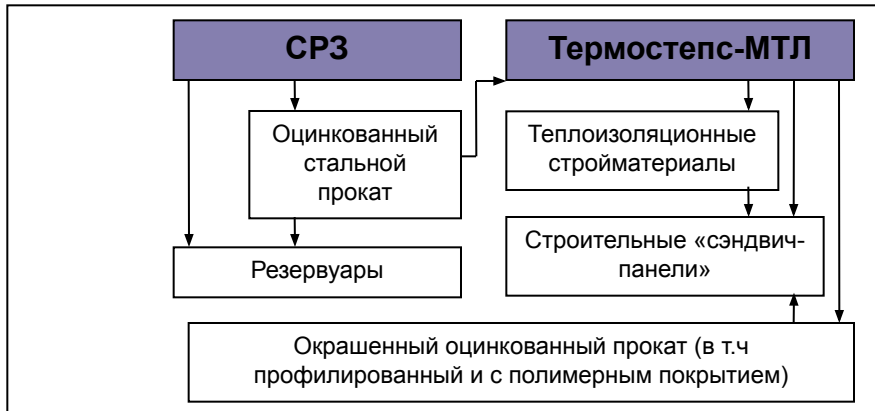 СРЗ
Термостепс-МТЛ
Оцинкованный
стальной
прокат
Теплоизоляционные
стройматериалы
Резервуары
Строительные «сэндвич-
панели»
Окрашенный оцинкованный прокат (в т.ч
профилированный и с полимерным покрытием)